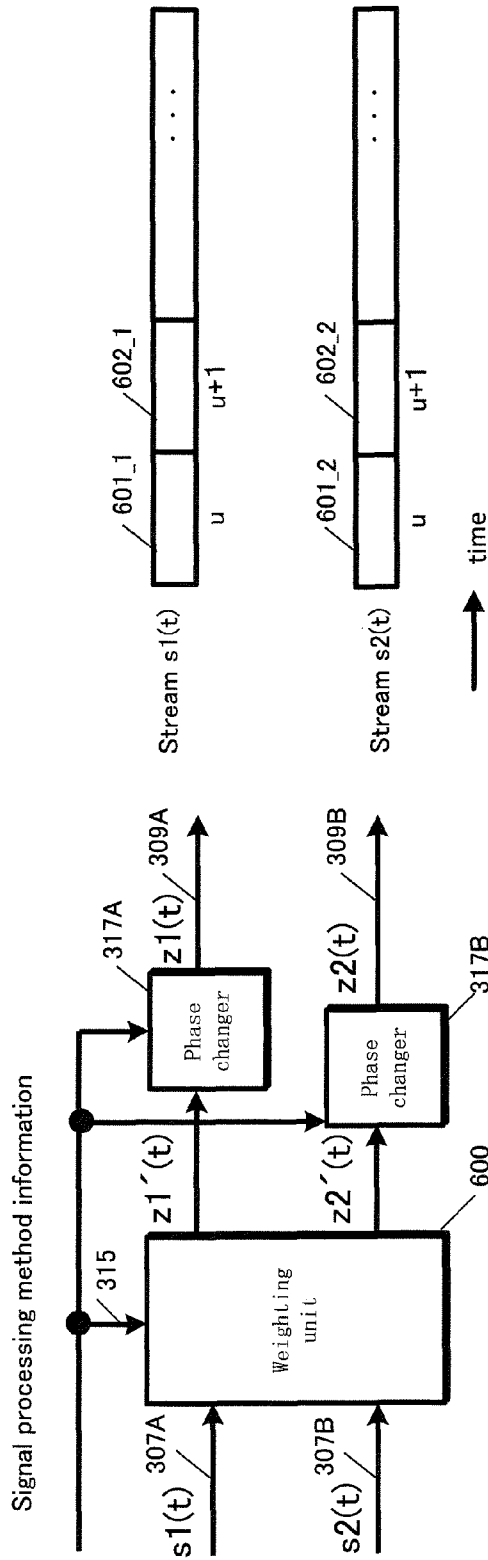 Signal processing method information
315
s1(t)
307A
s2(t)
307B
Weighting
unit
600
z1´(t)
z2´(t)
317A
Phase
changer
z1(t)
309A
Phase
changer
317B
z2(t)
309B
Stream s1(t)
601_1
602_1
. . .
u
u+1
Stream s2(t)
601_2
602_2
. . .
u
u+1
time